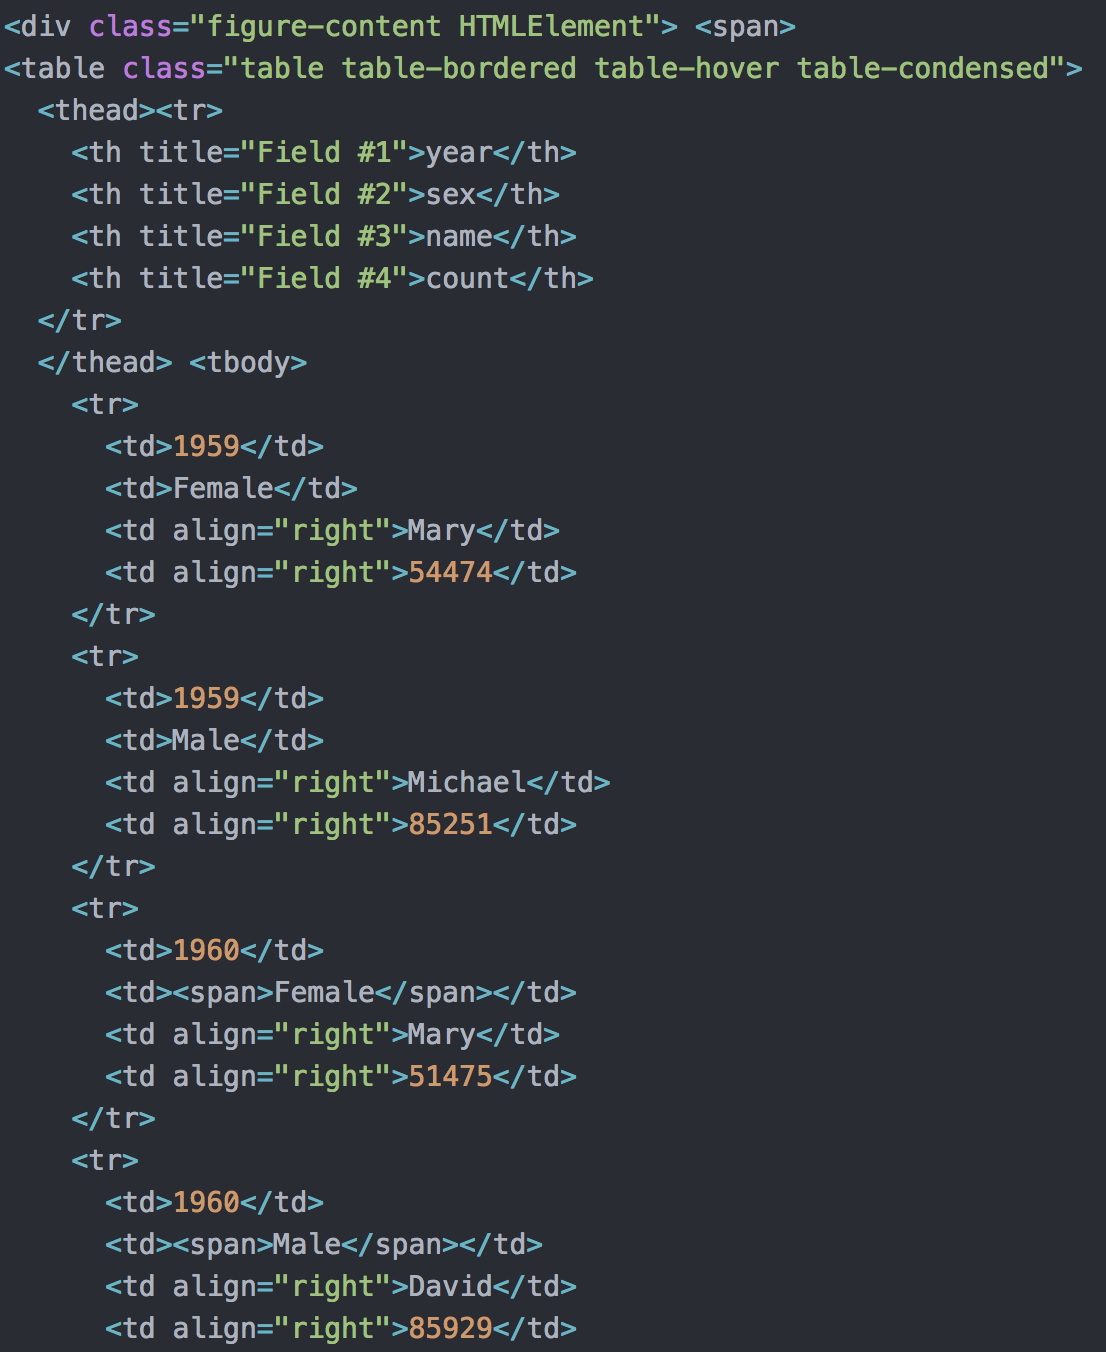 <div class="figure-content HTMLElement"> <span>
<table class="table table-bordered table-hover table-condensed">
  <thead><tr>
    <th title="Field #1">year</th>
    <th title="Field #2">sex</th>
    <th title="Field #3">name</th>
    <th title="Field #4">count</th>
  </tr>
  </thead> <tbody>
    <tr>
      <td>1959</td>
      <td>Female</td>
      <td align="right">Mary</td>
      <td align="right">54474</td>
    </tr>
    <tr>
      <td>1959</td>
      <td>Male</td>
      <td align="right">Michael</td>
      <td align="right">85251</td>
    </tr>
    <tr>
      <td>1960</td>
      <td><span>Female</span></td>
      <td align="right">Mary</td>
      <td align="right">51475</td>
    </tr>
    <tr>
      <td>1960</td>
      <td><span>Male</span></td>
      <td align="right">David</td>
      <td align="right">85929</td>